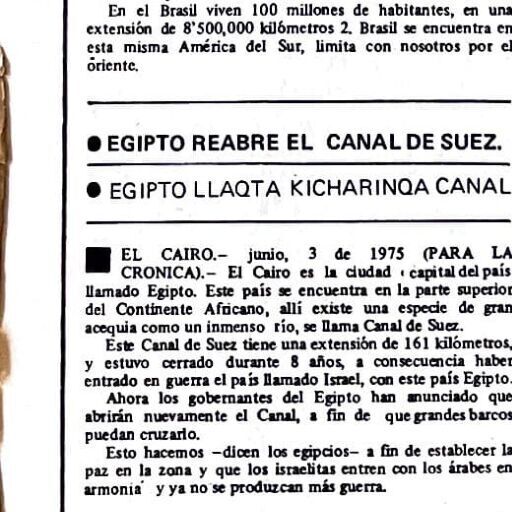 En el Brasil viven 100 millones de habitantes, en una
extensión de 8'500,000 kilómetros 2. Brasil se encuentra en
esta misma América del Sur, limita con nosotros por el
oriente.
● EGIPTO REABRE EL CANAL DE SUEZ.
● EGIPTO LLAQTA KICHARINQA CANAL
EL CAIRO.— junio, 3 de 1975 (PARA LA
CRONICA).— El Cairo es la ciudad capital del país
llamado Egipto. Este país se encuentra en la parte superior
del Continente Africano, allí existe una especie de gran
acequia como un inmenso río, se llama Canal de Suez.
Este Canal de Suez tiene una extensión de 161 kilómetros,
y estuvo cerrado durante 8 años, a consecuencia haber
entrado en guerra el país llamado Israel, con este país Egipto.
Ahora los gobernantes del Egipto han anunciado que
abrirán nuevamente el Canal, a fin de que grandes barcos
puedan cruzarlo.
Esto hacemos —dicen los egipcios— a fin de establecer la
paz en la zona y que los israelitas entren con los árabes en
armonía y ya no se produzcan más guerra.